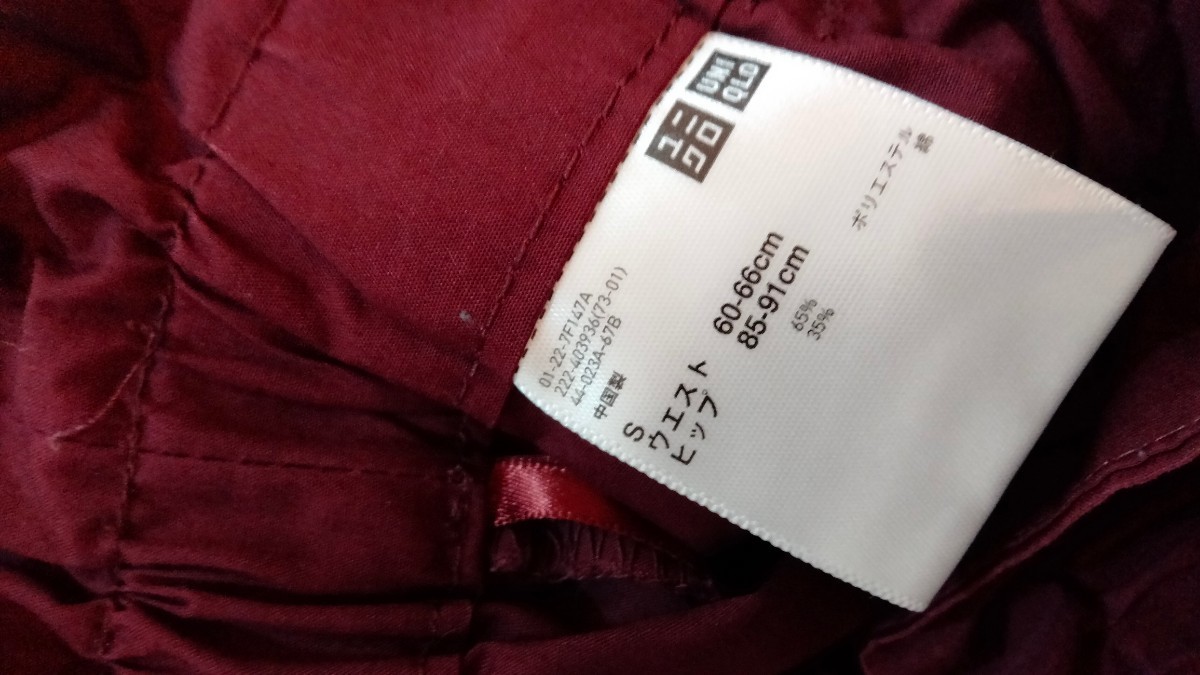 ユニ
クロ
UNI
QLO
01-22-7F147A
222-403936(73-01)
44-023A-67B
中国製
S
ウエスト 60-66cm
ヒップ 85-91cm
65% ポリエステル
35% 綿